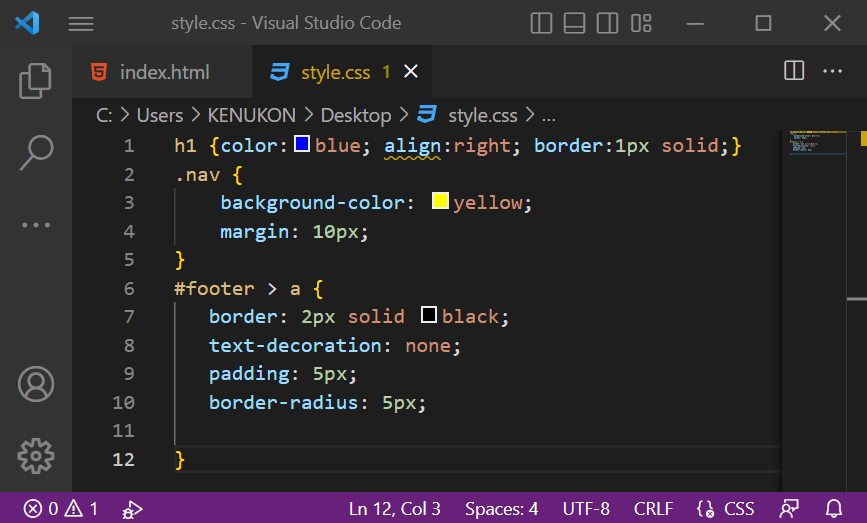 style.css - Visual Studio Code
index.html
style.css 1
C: > Users > KENUKON > Desktop > style.css > ...
1 h1 {color:blue; align:right; border:1px solid;}
2 .nav {
3 background-color: yellow;
4 margin: 10px;
5 }
6 #footer > a {
7 border: 2px solid black;
8 text-decoration: none;
9 padding: 5px;
10 border-radius: 5px;
11
12 }
0 1 Ln 12, Col 3 Spaces: 4 UTF-8 CRLF {} CSS